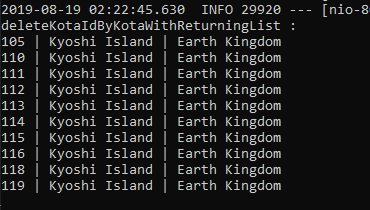 2019-08-19 02:22:45.630  INFO 29920 --- [nio-8
deleteKotaIdByKotaWithReturningList :
105 | Kyoshi Island | Earth Kingdom
110 | Kyoshi Island | Earth Kingdom
111 | Kyoshi Island | Earth Kingdom
112 | Kyoshi Island | Earth Kingdom
113 | Kyoshi Island | Earth Kingdom
114 | Kyoshi Island | Earth Kingdom
115 | Kyoshi Island | Earth Kingdom
116 | Kyoshi Island | Earth Kingdom
118 | Kyoshi Island | Earth Kingdom
119 | Kyoshi Island | Earth Kingdom